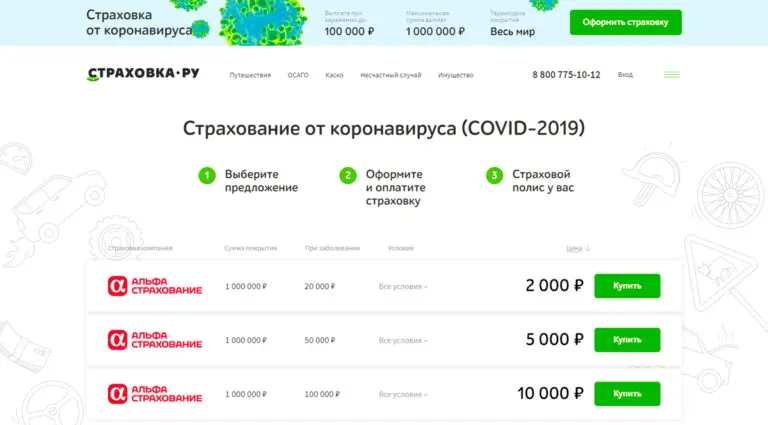 Страховка
от коронавируса
Выплата при
заражении до
100 000 ₽
Максимальная
сумма выплат
1 000 000 ₽
Территория
покрытия
Весь мир
Оформить страховку
СТРАХОВКА·РУ
Путешествия
ОСАГО
Каско
Несчастный случай
Имущество
8 800 775-10-12
Вход
Страхование от коронавируса (COVID-2019)
1
Выберите
предложение
2
Оформите
и оплатите
страховку
3
Страховой
полис у вас
Страховая компания
Сумма покрытия
При заболевании
Условия
Цена
АЛЬФА
СТРАХОВАНИЕ
1 000 000 ₽
20 000 ₽
Все условия
2 000 ₽
Купить
АЛЬФА
СТРАХОВАНИЕ
1 000 000 ₽
50 000 ₽
Все условия
5 000 ₽
Купить
АЛЬФА
СТРАХОВАНИЕ
1 000 000 ₽
100 000 ₽
Все условия
10 000 ₽
Купить